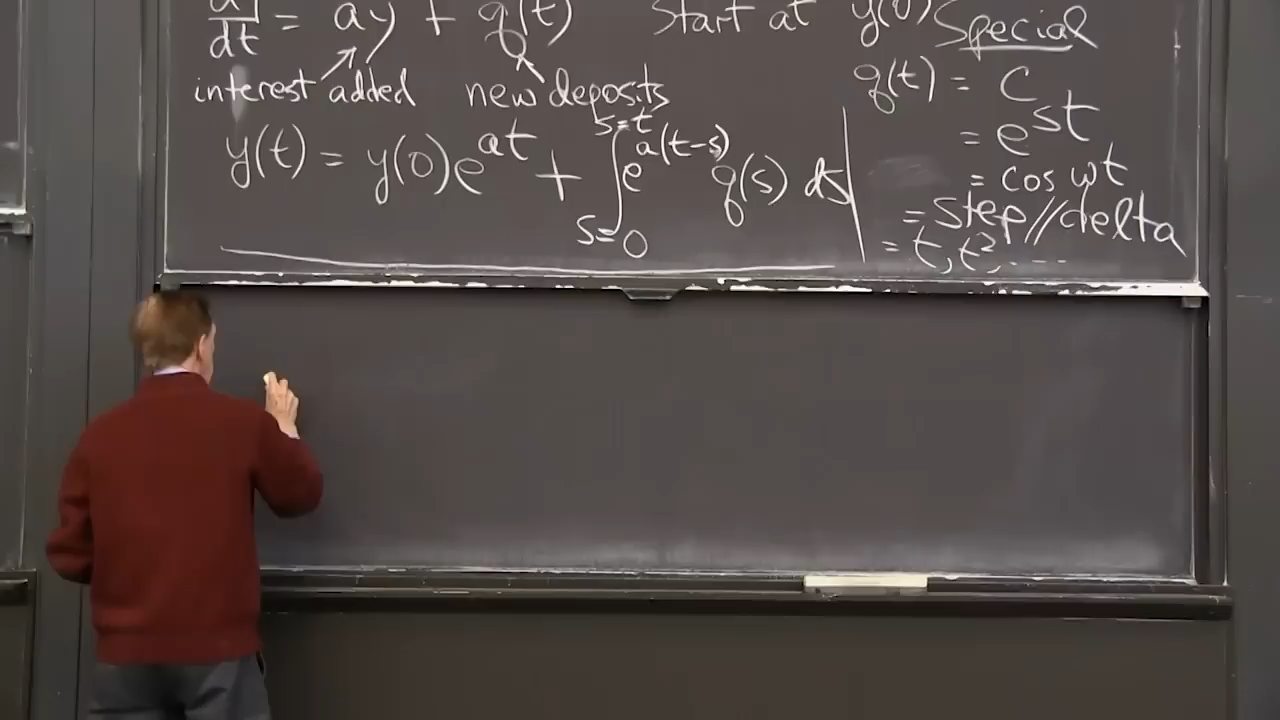 dy/dt = ay + q(t) Start at y(0)
interest added new deposits
y(t) = y(0)e^{at} + ∫_{s=0}^{s=t} e^{a(t-s)} q(s) ds
Special
q(t) = C
= e^{st}
= cos ωt
= step // delta
= t, t², ....